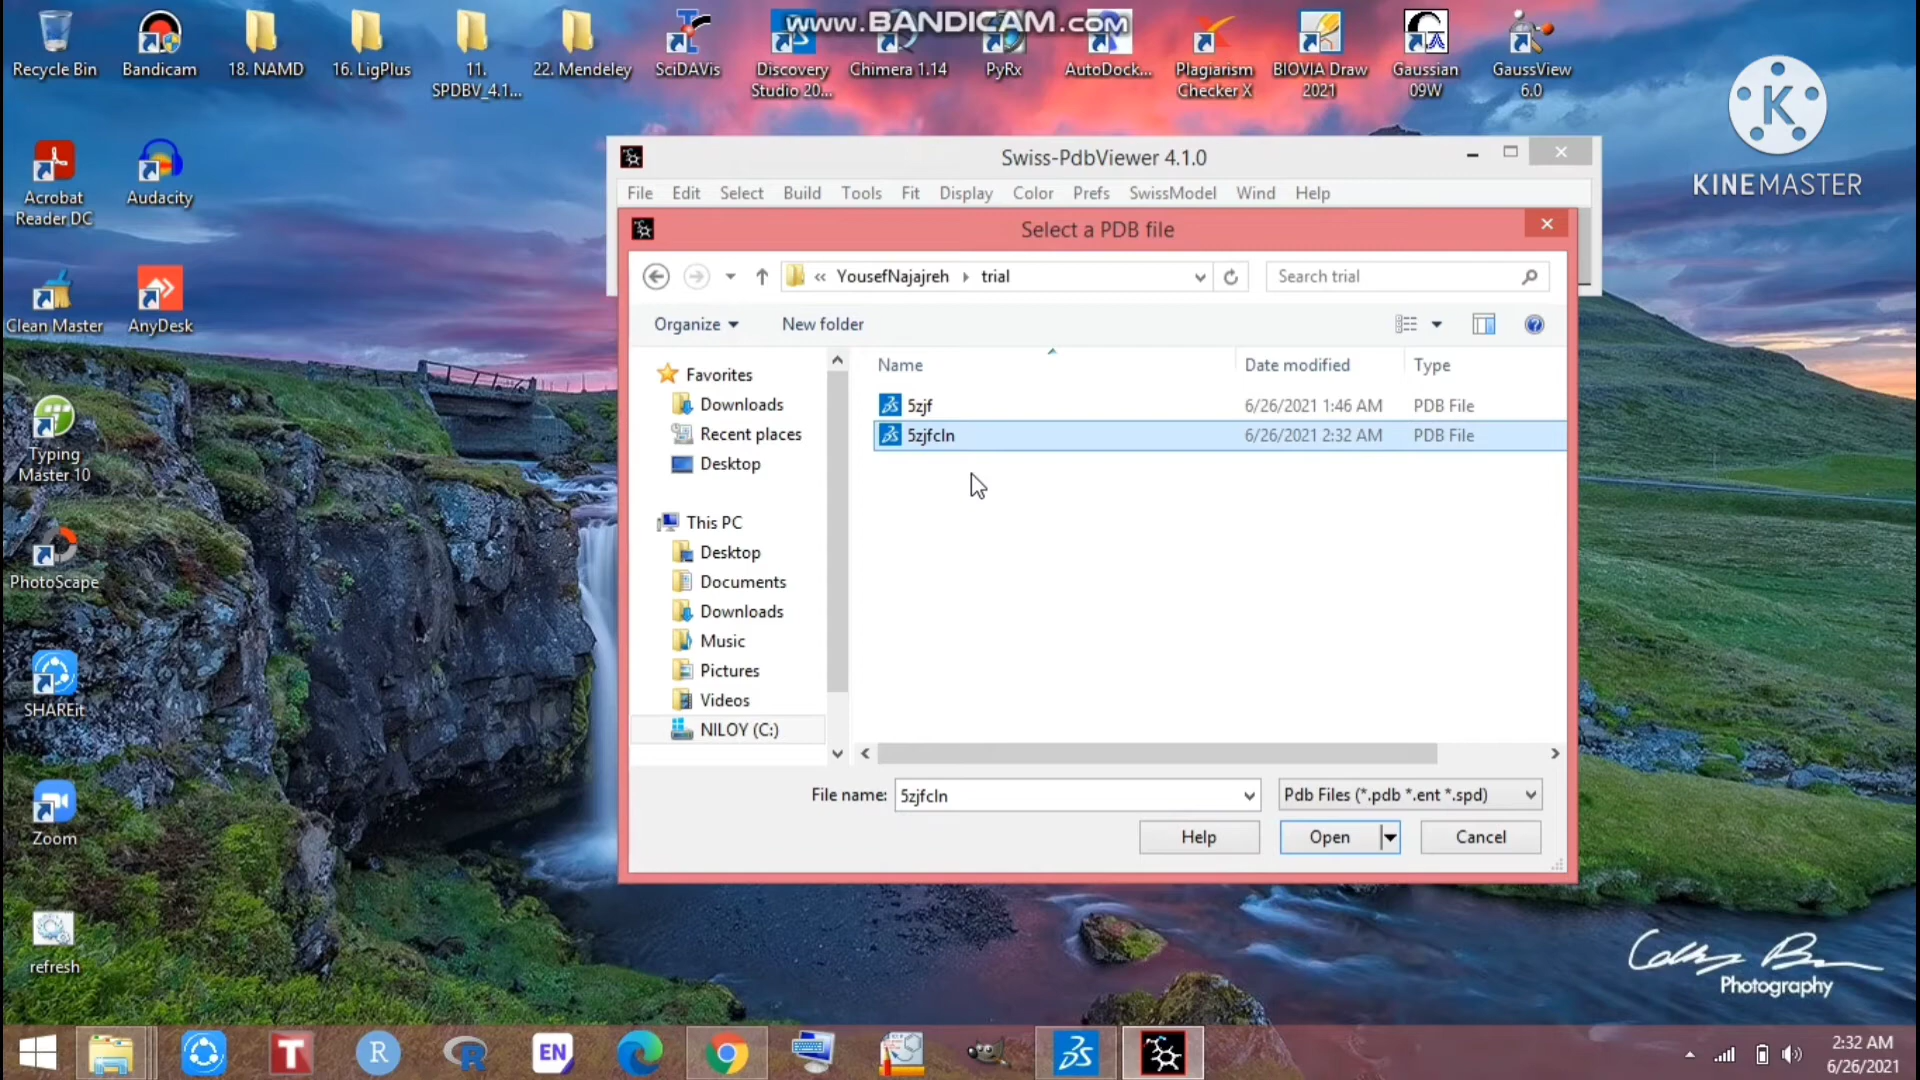 www.BANDICAM.com
Recycle Bin
Bandicam
18. NAMD
16. LigPlus
11.
SPDBV_4.1...
22. Mendeley
SciDAVis
Discovery
Studio 20...
Chimera 1.14
PyRx
AutoDock...
Plagiarism
Checker X
BIOVIA Draw
2021
Gaussian
09W
GaussView
6.0
K
KINEMASTER
Acrobat
Reader DC
Audacity
Clean Master
AnyDesk
Typing
Master 10
PhotoScape
SHAREit
Zoom
refresh
Swiss-PdbViewer 4.1.0
File Edit Select Build Tools Fit Display Color Prefs SwissModel Wind Help
Select a PDB file
« YousefNajajreh trial
Search trial
Organize New folder
Name Date modified Type
5zjf 6/26/2021 1:46 AM PDB File
5zjfcln 6/26/2021 2:32 AM PDB File
Favorites
Downloads
Recent places
Desktop
This PC
Desktop
Documents
Downloads
Music
Pictures
Videos
NILOY (C:)
File name: 5zjfcln
Pdb Files (*.pdb *.ent *.spd)
Help Open Cancel
Photography
T
R
R
EN
2:32 AM
6/26/2021